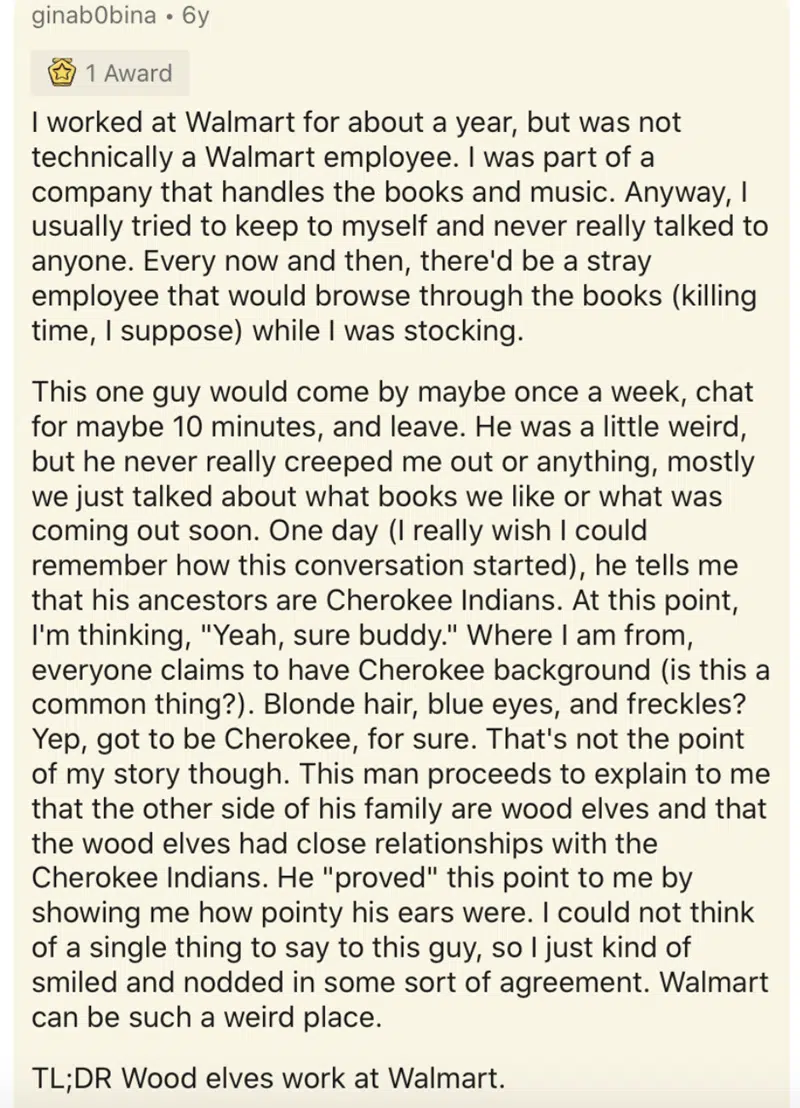 ginab0bina • 6y
1 Award
I worked at Walmart for about a year, but was not
technically a Walmart employee. I was part of a
company that handles the books and music. Anyway, I
usually tried to keep to myself and never really talked to
anyone. Every now and then, there'd be a stray
employee that would browse through the books (killing
time, I suppose) while I was stocking.
This one guy would come by maybe once a week, chat
for maybe 10 minutes, and leave. He was a little weird,
but he never really creeped me out or anything, mostly
we just talked about what books we like or what was
coming out soon. One day (I really wish I could
remember how this conversation started), he tells me
that his ancestors are Cherokee Indians. At this point,
I'm thinking, "Yeah, sure buddy." Where I am from,
everyone claims to have Cherokee background (is this a
common thing?). Blonde hair, blue eyes, and freckles?
Yep, got to be Cherokee, for sure. That's not the point
of my story though. This man proceeds to explain to me
that the other side of his family are wood elves and that
the wood elves had close relationships with the
Cherokee Indians. He "proved" this point to me by
showing me how pointy his ears were. I could not think
of a single thing to say to this guy, so I just kind of
smiled and nodded in some sort of agreement. Walmart
can be such a weird place.
TL;DR Wood elves work at Walmart.